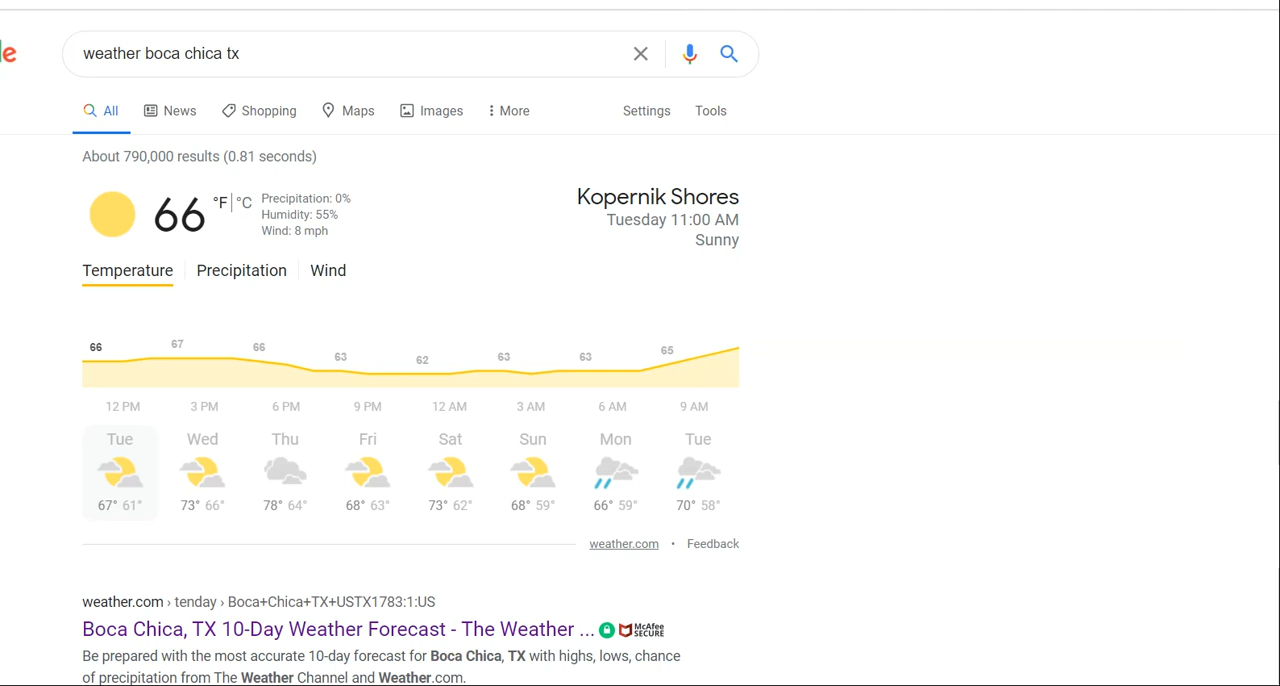 e
weather boca chica tx
All News Shopping Maps Images More Settings Tools
About 790,000 results (0.81 seconds)
66 °F | °C
Precipitation: 0%
Humidity: 55%
Wind: 8 mph
Kopernik Shores
Tuesday 11:00 AM
Sunny
Temperature Precipitation Wind
66 67 66 63 62 63 63 65
12 PM 3 PM 6 PM 9 PM 12 AM 3 AM 6 AM 9 AM
Tue Wed Thu Fri Sat Sun Mon Tue
67° 61° 73° 66° 78° 64° 68° 63° 73° 62° 68° 59° 66° 59° 70° 58°
weather.com • Feedback
weather.com › tenday › Boca+Chica+TX+USTX1783:1:US
Boca Chica, TX 10-Day Weather Forecast - The Weather ... McAfee SECURE
Be prepared with the most accurate 10-day forecast for Boca Chica, TX with highs, lows, chance
of precipitation from The Weather Channel and Weather.com.